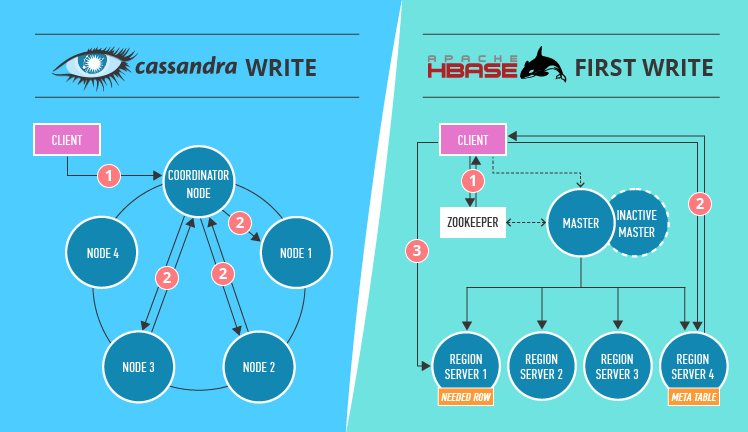 cassandra WRITE
CLIENT
1
COORDINATOR
NODE
2
NODE 4
NODE 1
2
2
NODE 3
NODE 2
APACHE
HBASE
FIRST WRITE
CLIENT
1
2
ZOOKEEPER
MASTER
INACTIVE
MASTER
3
REGION
SERVER 1
NEEDED ROW
REGION
SERVER 2
REGION
SERVER 3
REGION
SERVER 4
META TABLE